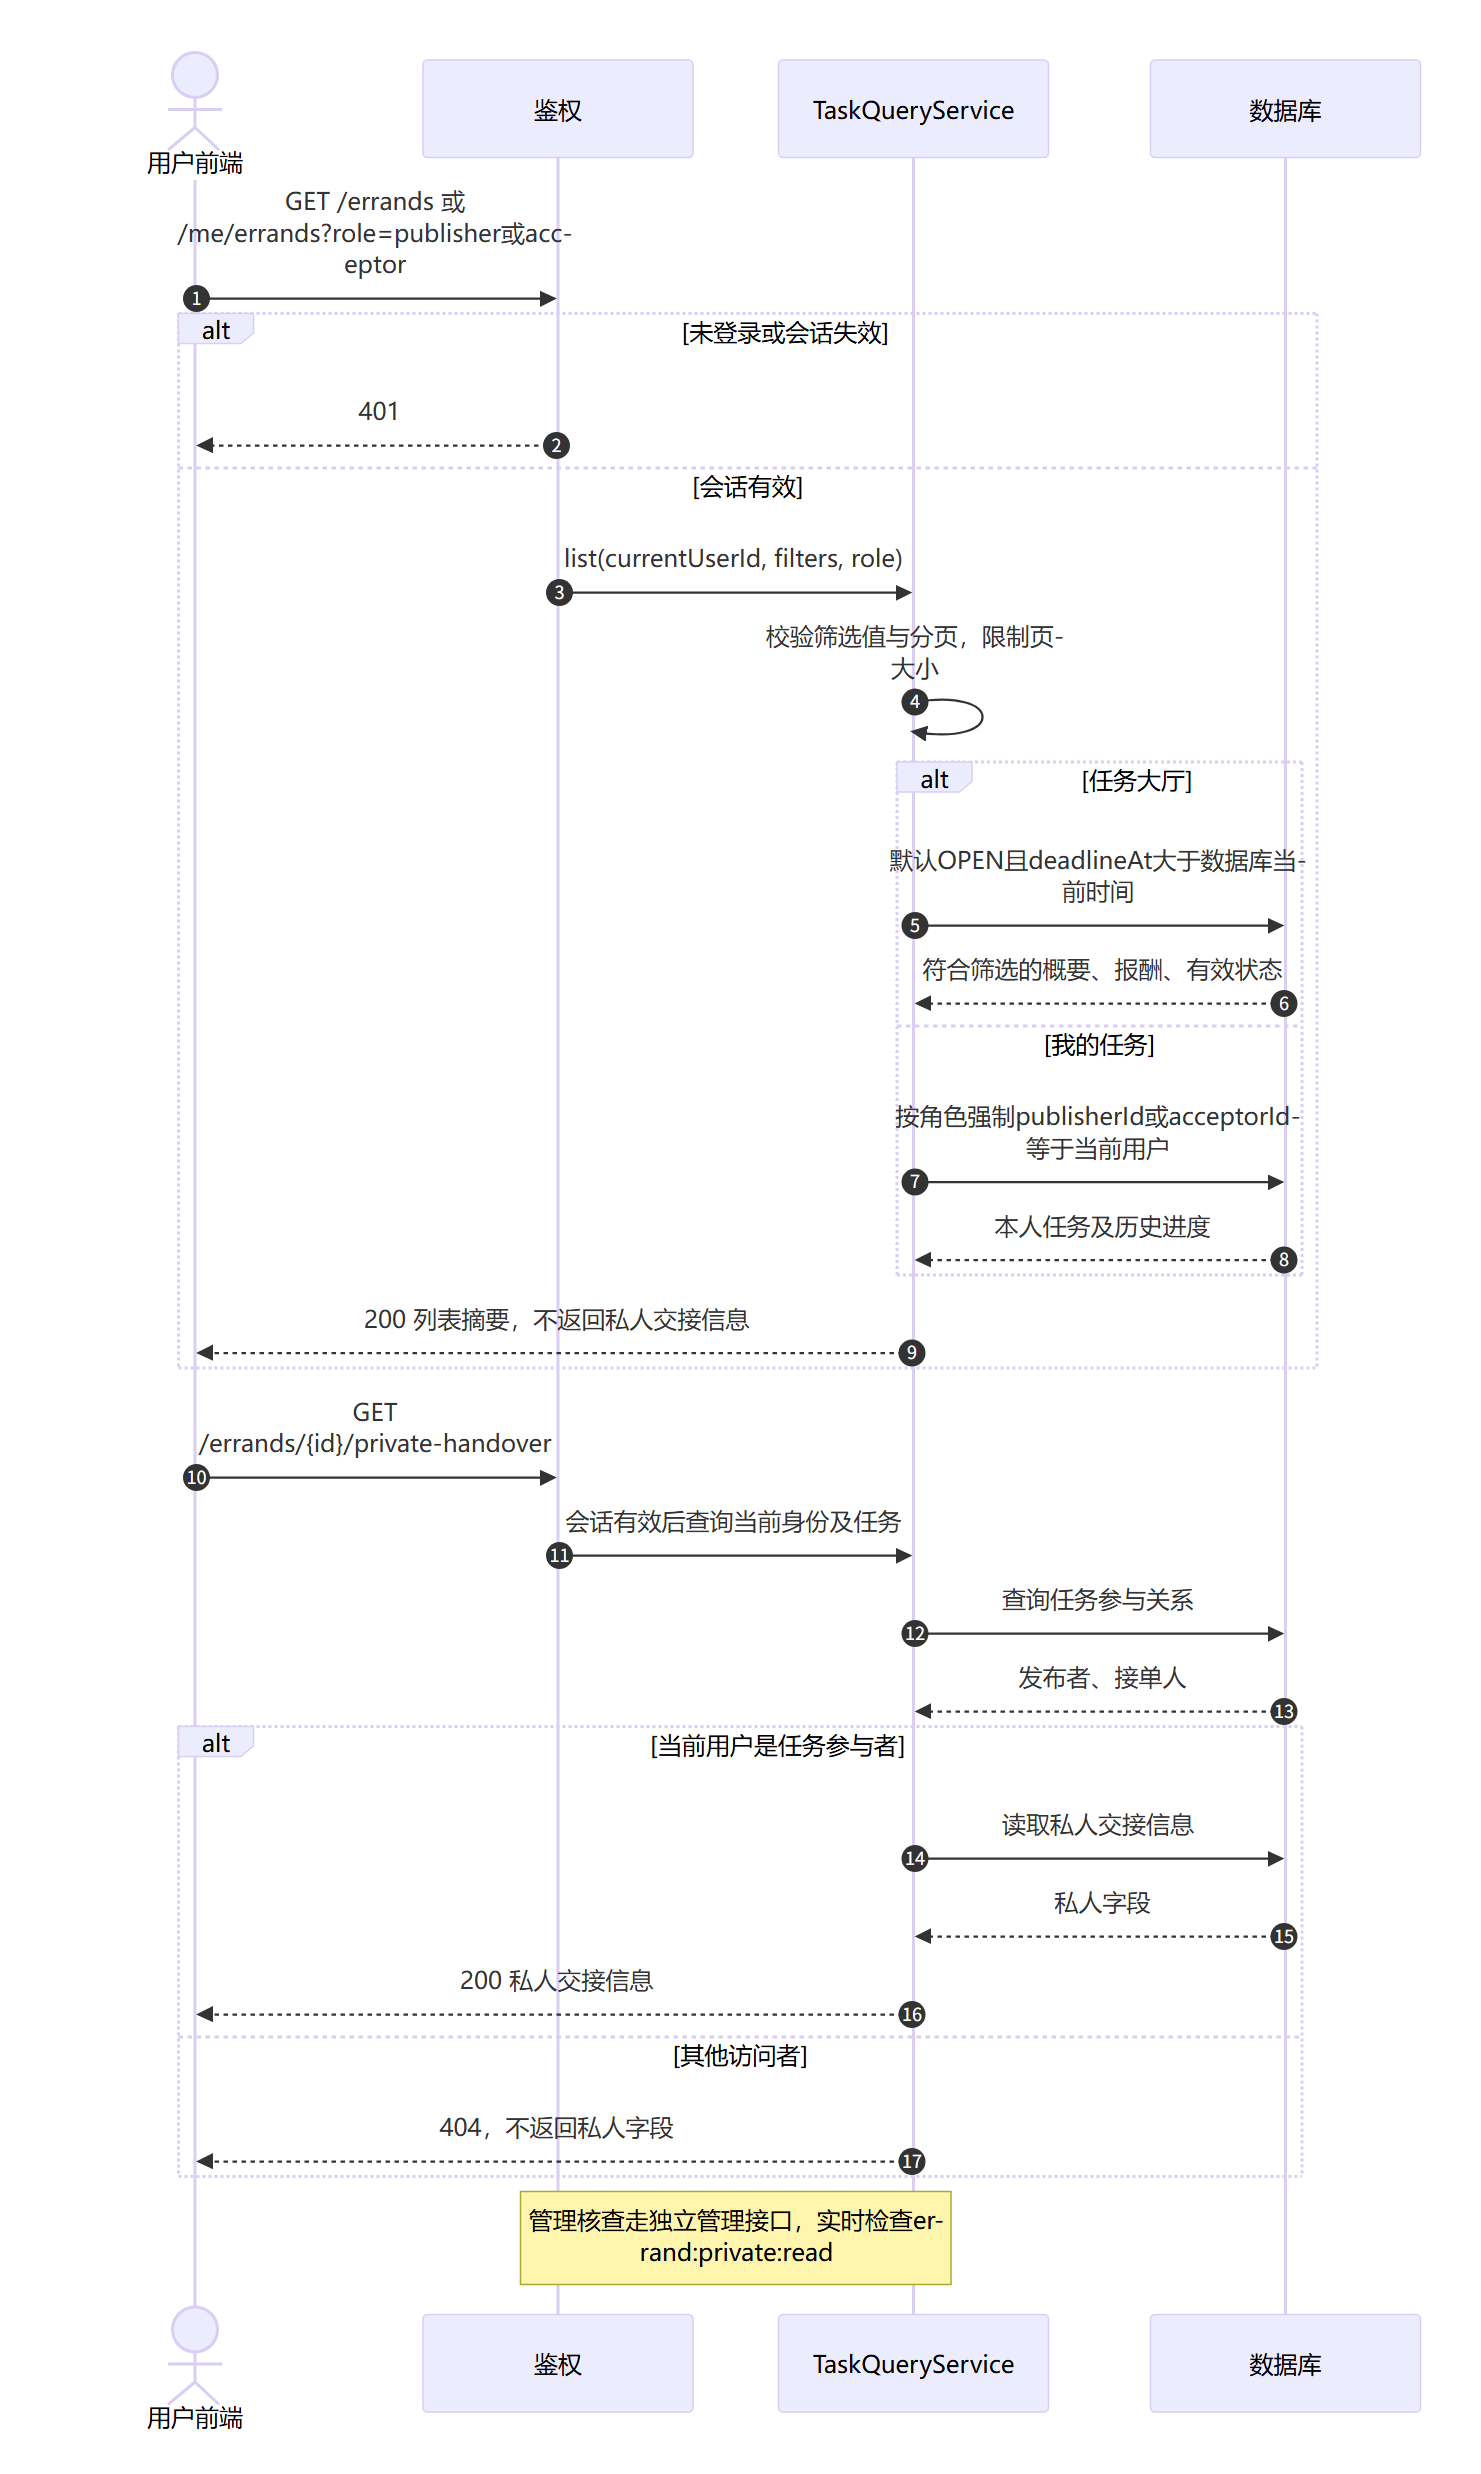 用户前端
鉴权
TaskQueryService
数据库
GET /errands 或
/me/errands?role=publisher或acc-
eptor
1
alt
[未登录或会话失效]
401
2
[会话有效]
list(currentUserId, filters, role)
3
校验筛选值与分页，限制页-
大小
4
alt
[任务大厅]
默认OPEN且deadlineAt大于数据库当-
前时间
5
符合筛选的概要、报酬、有效状态
6
[我的任务]
按角色强制publisherId或acceptorId-
等于当前用户
7
本人任务及历史进度
8
200 列表摘要，不返回私人交接信息
9
GET
/errands/{id}/private-handover
10
会话有效后查询当前身份及任务
11
查询任务参与关系
12
发布者、接单人
13
alt
[当前用户是任务参与者]
读取私人交接信息
14
私人字段
15
200 私人交接信息
16
[其他访问者]
404，不返回私人字段
17
管理核查走独立管理接口，实时检查er-
rand:private:read
用户前端
鉴权
TaskQueryService
数据库